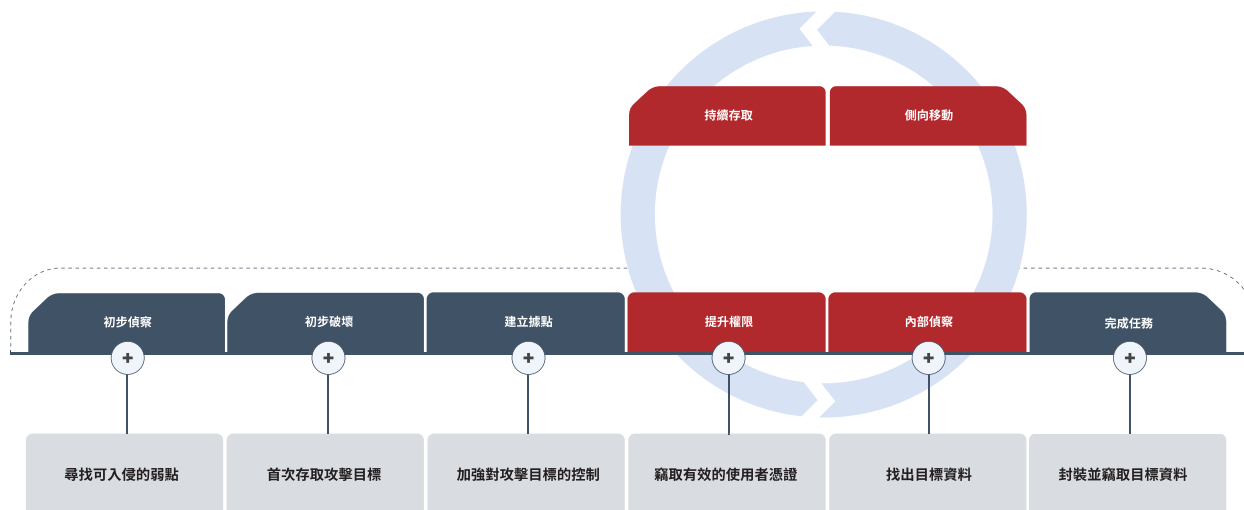 持續存取
側向移動
初步偵察
初步破壞
建立據點
提升權限
內部偵察
完成任務
尋找可入侵的弱點
首次存取攻擊目標
加強對攻擊目標的控制
竊取有效的使用者憑證
找出目標資料
封裝並竊取目標資料